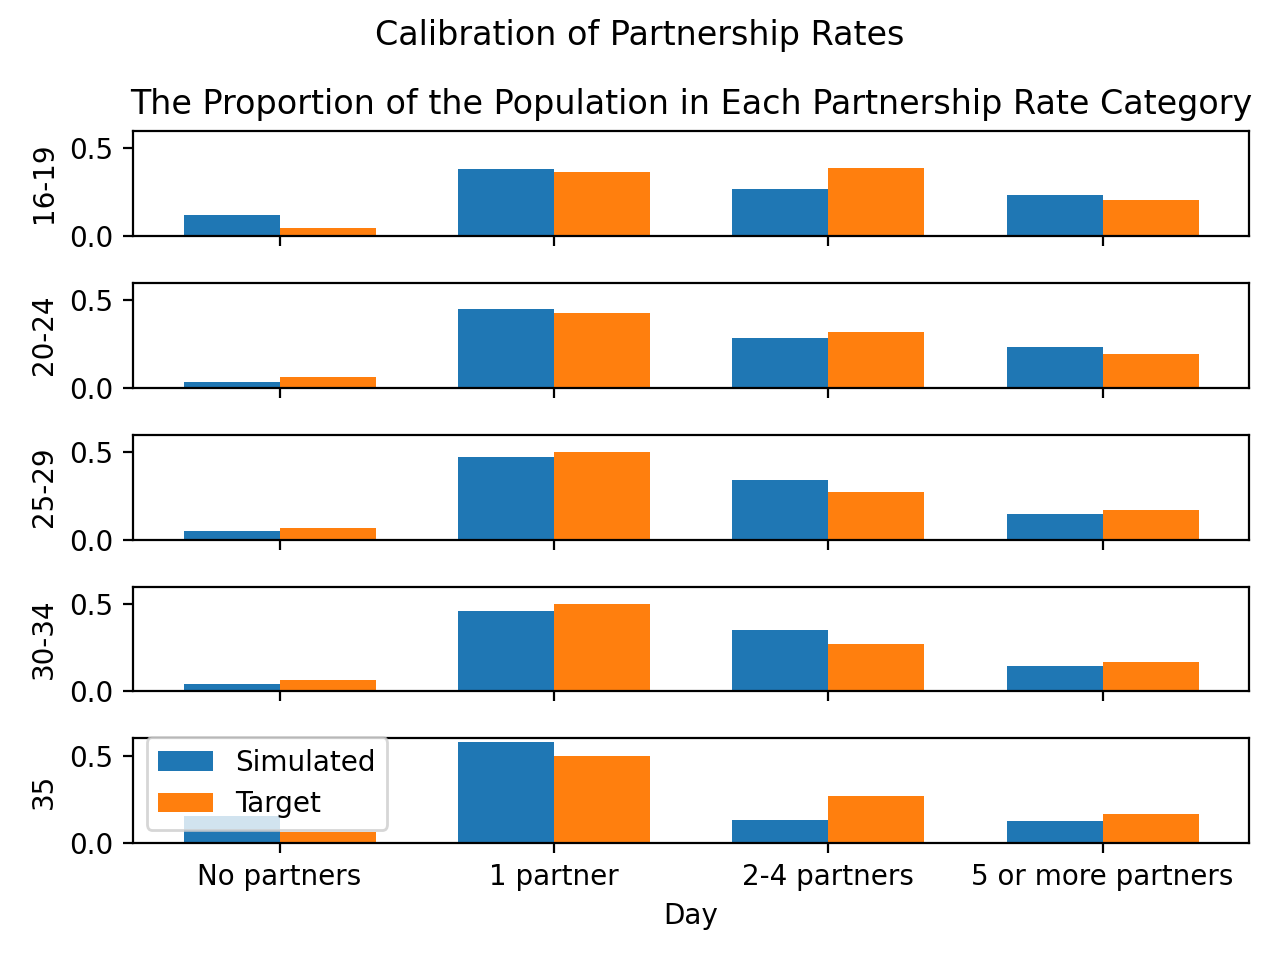 Calibration of Partnership Rates
The Proportion of the Population in Each Partnership Rate Category
0.5
16-19
0.0
0.5
20-24
0.0
0.5
25-29
0.0
0.5
30-34
0.0
0.5
35
0.0
Simulated
Target
No partners 1 partner 2-4 partners 5 or more partners
Day